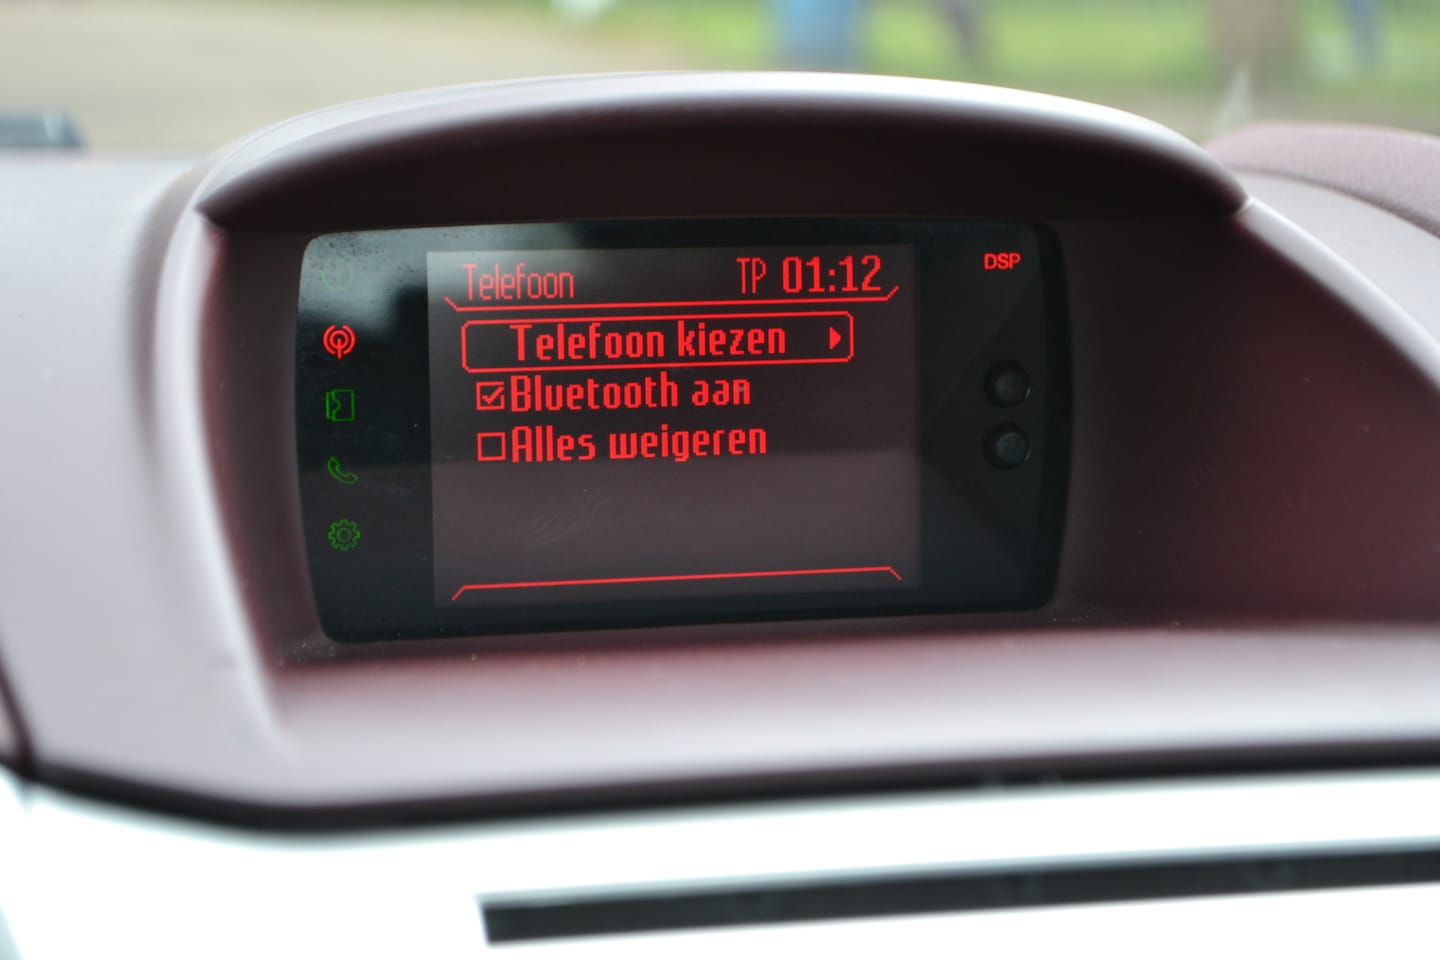 Telefoon TP 01:12 DSP
Telefoon kiezen
Bluetooth aan
Alles weigeren